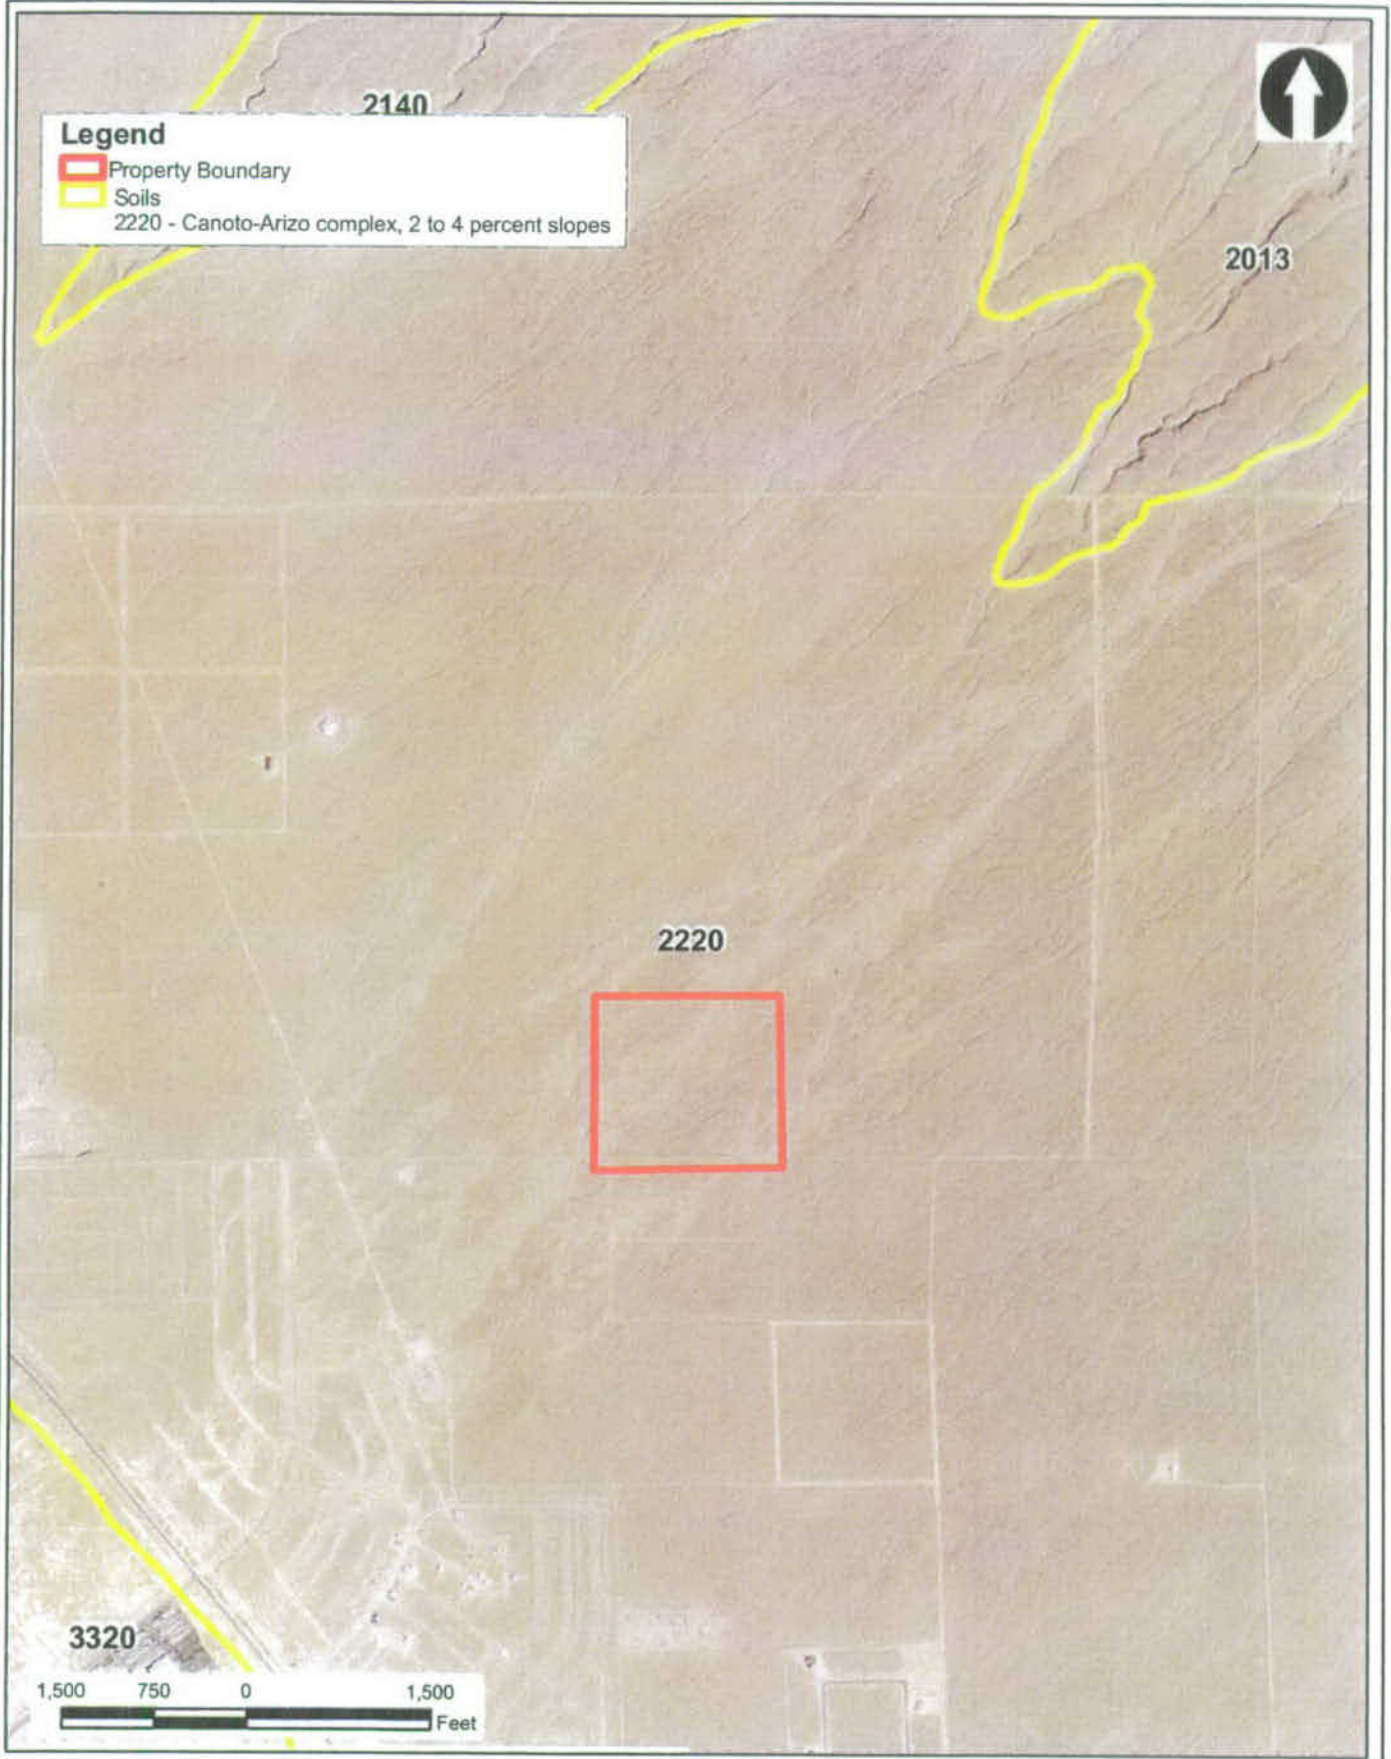 2140
Legend
Property Boundary
Soils
2220 - Canoto-Arizo complex, 2 to 4 percent slopes
2013
2220
3320
1,500 750 0 1,500
Feet